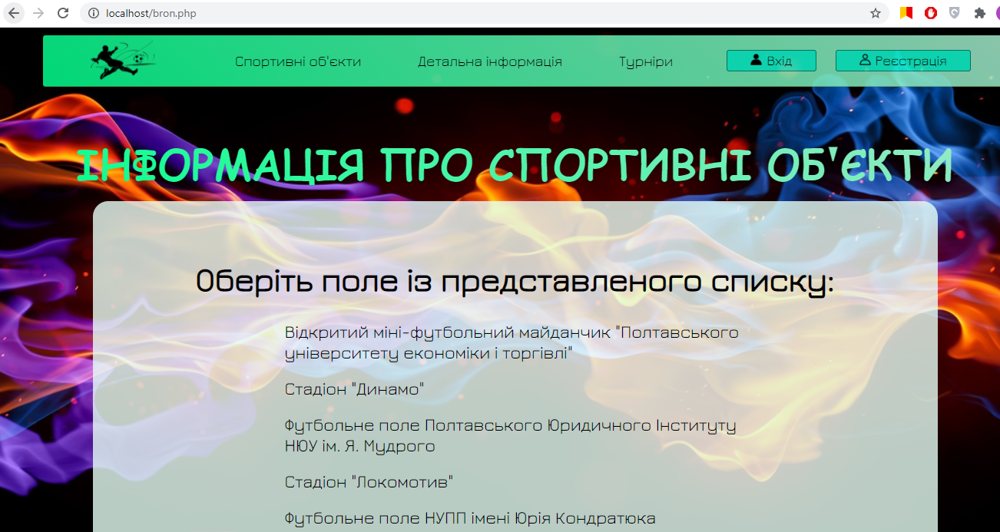 localhost/bron.php
Спортивні об'єкти Детальна інформація Турніри Вхід Реєстрація
ІНФОРМАЦІЯ ПРО СПОРТИВНІ ОБ'ЄКТИ
Оберіть поле із представленого списку:
Відкритий міні-футбольний майданчик "Полтавського
університету економіки і торгівлі"
Стадіон "Динамо"
Футбольне поле Полтавського Юридичного Інституту
НЮУ ім. Я. Мудрого
Стадіон "Локомотив"
Футбольне поле НУПП імені Юрія Кондратюка